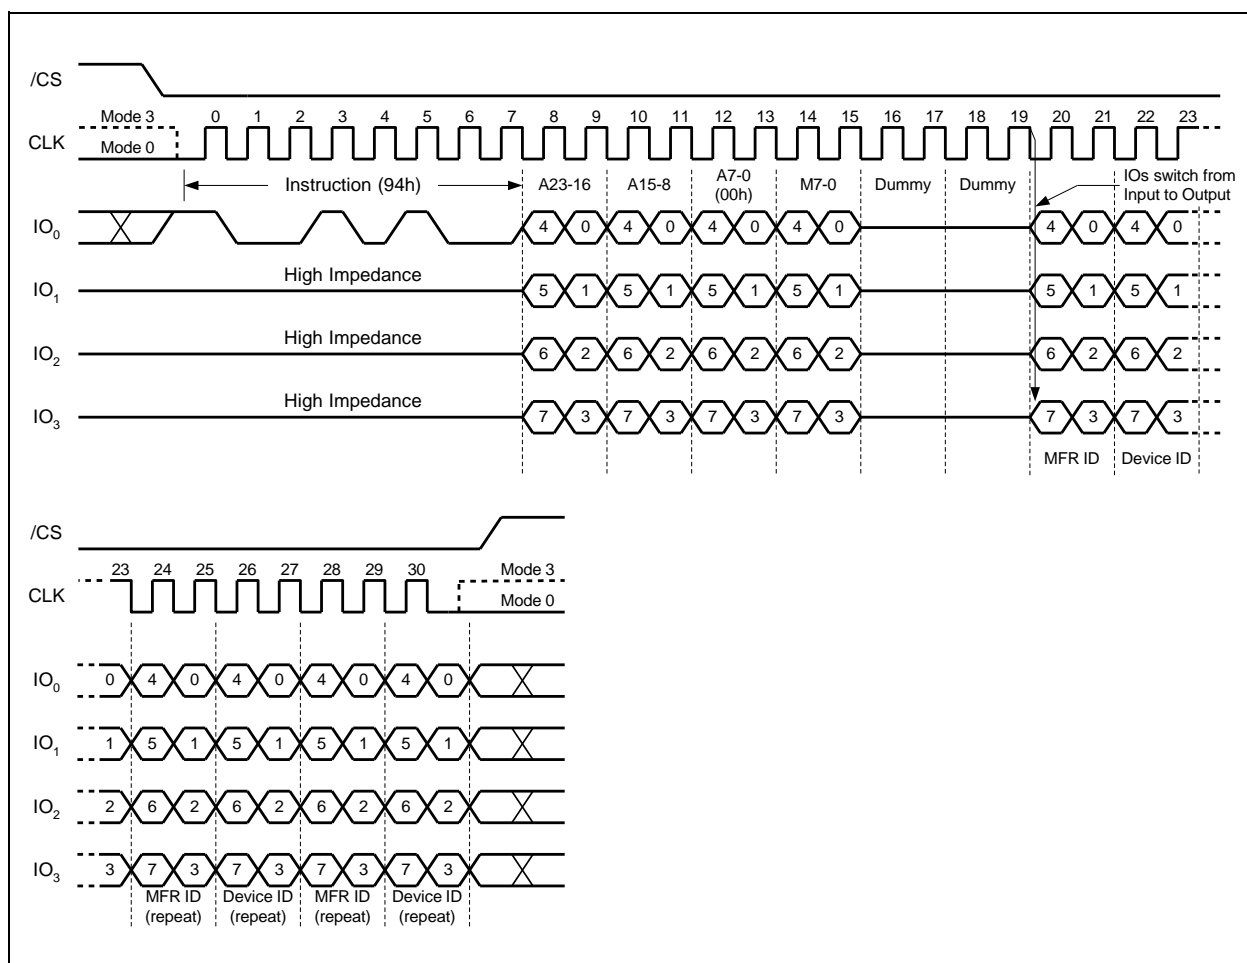 /CS
Mode 3 0 1 2 3 4 5 6 7 8 9 10 11 12 13 14 15 16 17 18 19 20 21 22 23
CLK
Mode 0
Instruction (94h) A23-16 A15-8 A7-0 (00h) M7-0 Dummy Dummy
IOs switch from
Input to Output
IO0 4 0 4 0 4 0 4 0 4 0 4 0
High Impedance
IO1 5 1 5 1 5 1 5 1 5 1 5 1
High Impedance
IO2 6 2 6 2 6 2 6 2 6 2 6 2
High Impedance
IO3 7 3 7 3 7 3 7 3 7 3 7 3
MFR ID Device ID
/CS
23 24 25 26 27 28 29 30 Mode 3
CLK
Mode 0
IO0 0 4 0 4 0 4 0 4 0
IO1 1 5 1 5 1 5 1 5 1
IO2 2 6 2 6 2 6 2 6 2
IO3 3 7 3 7 3 7 3 7 3
MFR ID Device ID MFR ID Device ID
(repeat) (repeat) (repeat) (repeat)